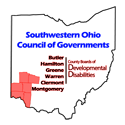 Southwestern Ohio
Council of Governments
Butler
Hamilton
Greene
Warren
Clermont
Montgomery
County Boards of
Developmental
Disabilities